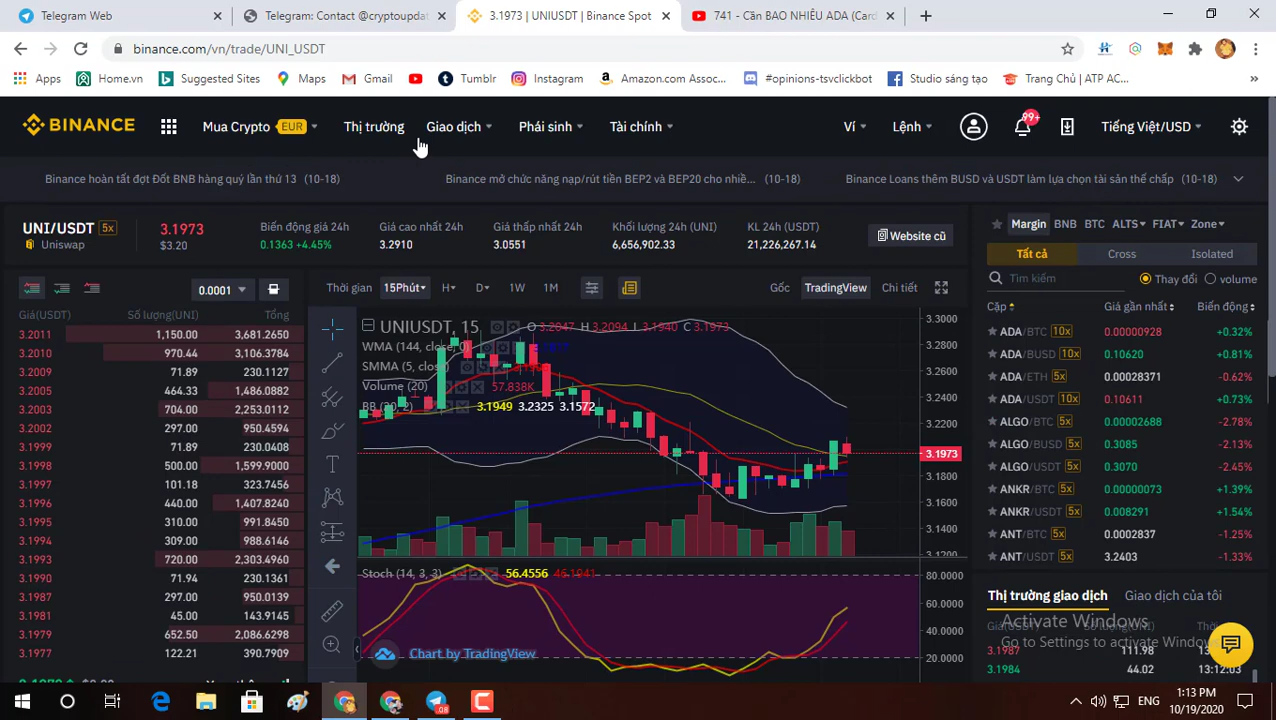 Telegram Web
Telegram: Contact @cryptoupdat
3.1973 | UNIUSDT | Binance Spot
741 - Cần BAO NHIÊU ADA (Card
binance.com/vn/trade/UNI_USDT
Apps Home.vn Suggested Sites Maps Gmail Tumblr Instagram Amazon.com Assoc... #opinions-tsvclickbot Studio sáng tạo Trang Chủ | ATP AC... »
BINANCE Mua Crypto EUR Thị trường Giao dịch Phái sinh Tài chính Ví Lệnh 99+ Tiếng Việt/USD
Binance hoàn tất đợt Đốt BNB hàng quý lần thứ 13 (10-18) Binance mở chức năng nạp/rút tiền BEP2 và BEP20 cho nhiề... (10-18) Binance Loans thêm BUSD và USDT làm lựa chọn tài sản thế chấp (10-18)
UNI/USDT 5x
Uniswap
3.1973
$3.20
Biến động giá 24h
0.1363 +4.45%
Giá cao nhất 24h
3.2910
Giá thấp nhất 24h
3.0551
Khối lượng 24h (UNI)
6,656,902.33
KL 24h (USDT)
21,226,267.14
Website cũ
0.0001
Giá(USDT) Số lượng(UNI) Tổng
3.2011 1,150.00 3,681.2650
3.2010 970.44 3,106.3784
3.2009 71.89 230.1127
3.2005 464.33 1,486.0882
3.2003 704.00 2,253.0112
3.2002 297.00 950.4594
3.1999 71.89 230.0408
3.1998 500.00 1,599.9000
3.1997 101.18 323.7456
3.1996 440.00 1,407.8240
3.1995 310.00 991.8450
3.1994 309.00 988.6146
3.1993 720.00 2,303.4960
3.1990 71.94 230.1361
3.1987 297.00 950.0139
3.1981 45.00 143.9145
3.1979 652.50 2,086.6298
3.1977 122.21 390.7909
Thời gian 15Phút H D 1W 1M Gốc TradingView Chi tiết
UNIUSDT, 15 O 3.2047 H 3.2094 L 3.1940 C 3.1973
WMA (144, close, 0)
SMMA (5, close)
Volume (20) 57.838K
BB (20, 2) 3.1949 3.2325 3.1572
3.3000
3.2800
3.2600
3.2400
3.2200
3.1973
3.1800
3.1600
3.1400
3.1200
Stoch (14, 3, 3) 56.4556 46.1941
80.0000
60.0000
40.0000
20.0000
Chart by TradingView
Margin BNB BTC ALTS FIAT Zone
Tất cả Cross Isolated
Tìm kiếm Thay đổi volume
Cặp Giá gần nhất Biến động
ADA/BTC 10x 0.00000928 +0.32%
ADA/BUSD 10x 0.10620 +0.81%
ADA/ETH 5x 0.00028371 -0.62%
ADA/USDT 10x 0.10611 +0.73%
ALGO/BTC 5x 0.00002688 -2.78%
ALGO/BUSD 5x 0.3085 -2.13%
ALGO/USDT 5x 0.3070 -2.45%
ANKR/BTC 5x 0.00000073 +1.39%
ANKR/USDT 5x 0.008291 +1.54%
ANT/BTC 5x 0.0002837 -1.25%
ANT/USDT 5x 3.2403 -1.33%
Thị trường giao dịch Giao dịch của tôi
Activate Windows
Go to Settings to activate Windows
3.1987 111.98 13:12:03
3.1984 44.02 13:12:03
ENG
1:13 PM
10/19/2020